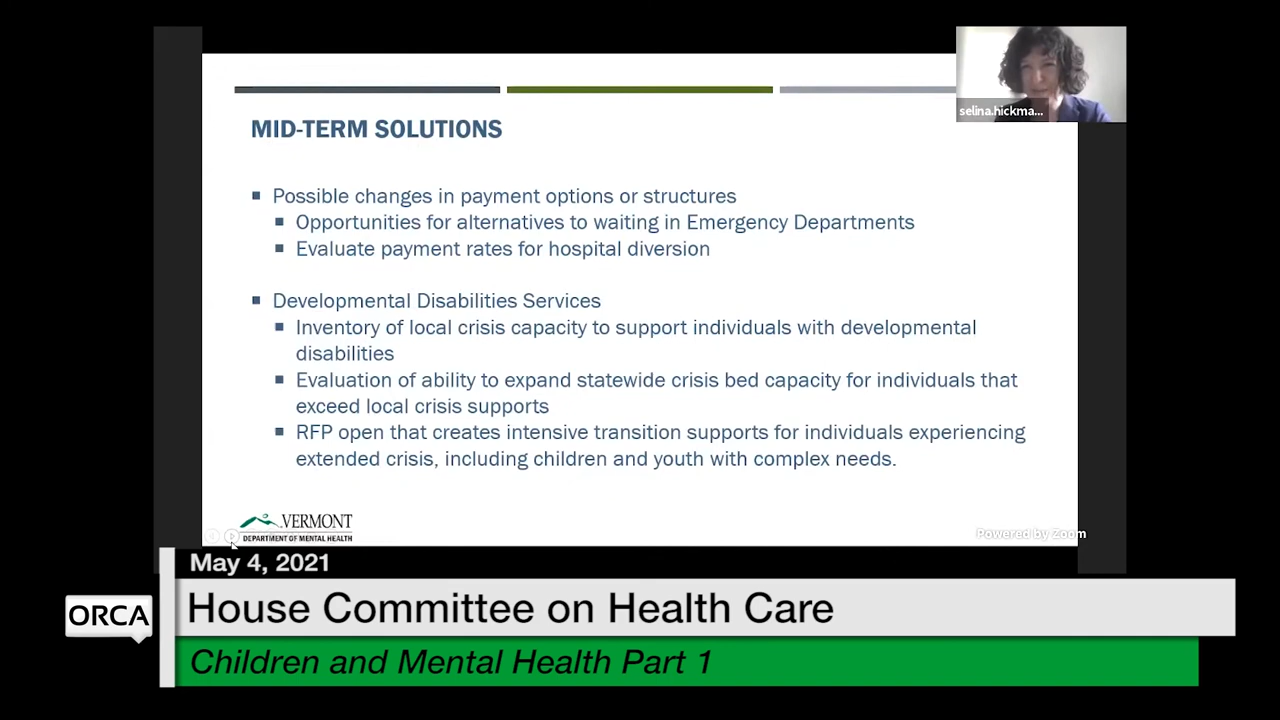 selina.hickma...
MID-TERM SOLUTIONS
Possible changes in payment options or structures
Opportunities for alternatives to waiting in Emergency Departments
Evaluate payment rates for hospital diversion
Developmental Disabilities Services
Inventory of local crisis capacity to support individuals with developmental
disabilities
Evaluation of ability to expand statewide crisis bed capacity for individuals that
exceed local crisis supports
RFP open that creates intensive transition supports for individuals experiencing
extended crisis, including children and youth with complex needs.
VERMONT
DEPARTMENT OF MENTAL HEALTH
Powered by Zoom
May 4, 2021
ORCA
House Committee on Health Care
Children and Mental Health Part 1